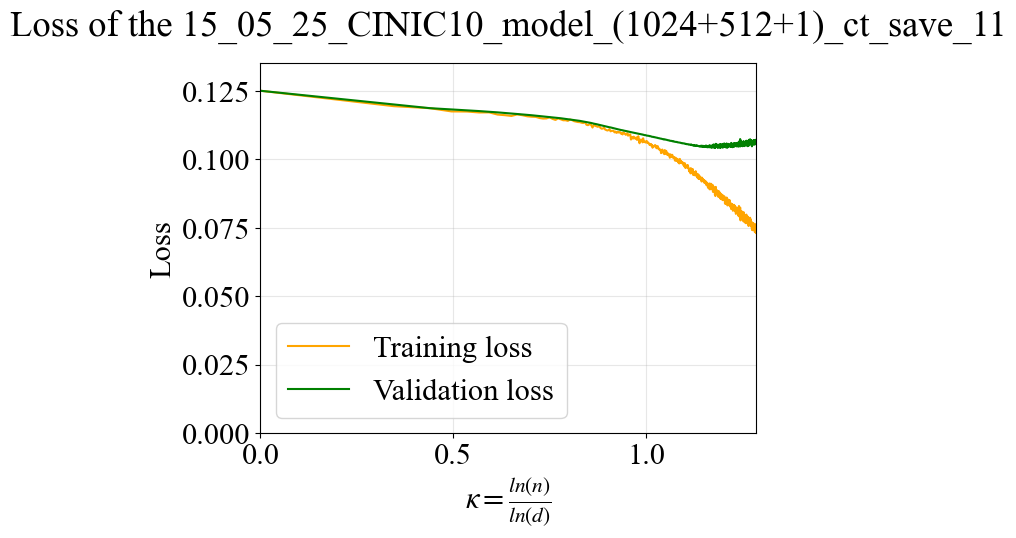 Loss of the 15_05_25_CINIC10_model_(1024+512+1)_ct_save_11
0.125
0.100
0.075
0.050
0.025
0.000
Loss
Training loss
Validation loss
0.0 0.5 1.0
κ = ln(n) / ln(d)